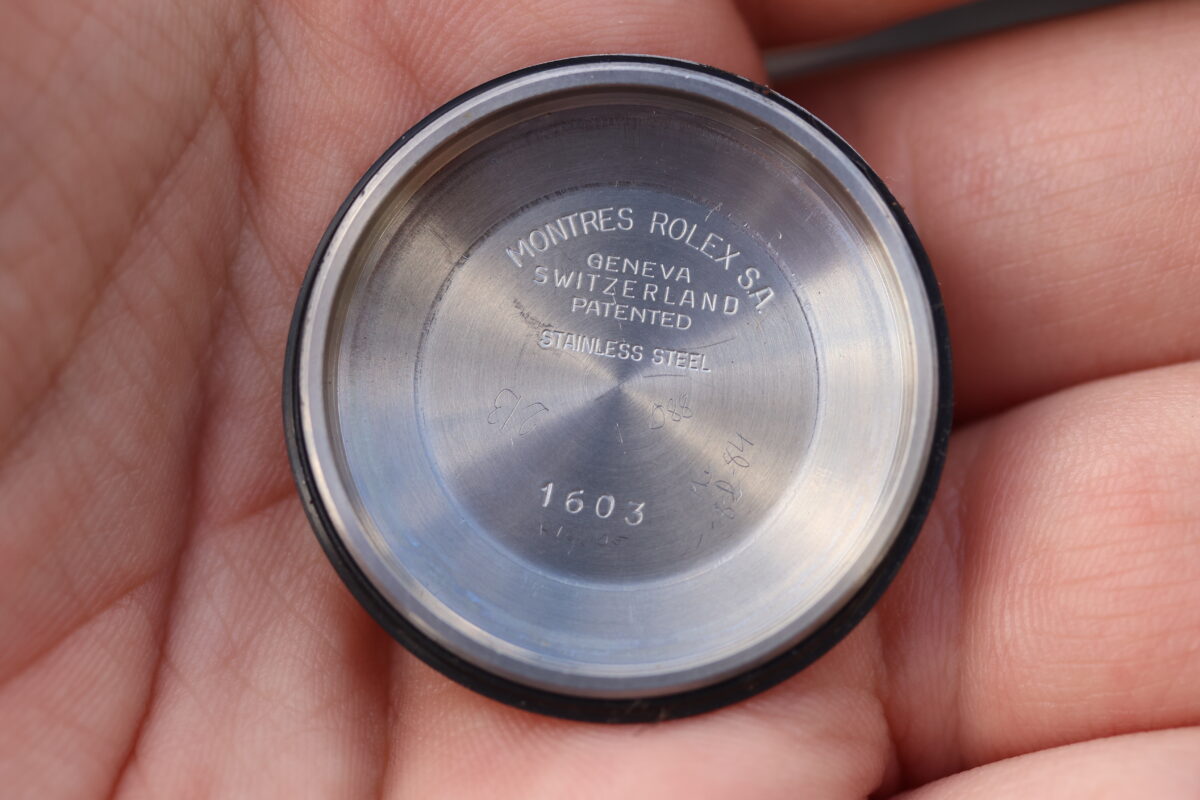 MONTRES ROLEX S.A.
GENEVA
SWITZERLAND
PATENTED
STAINLESS STEEL
1603